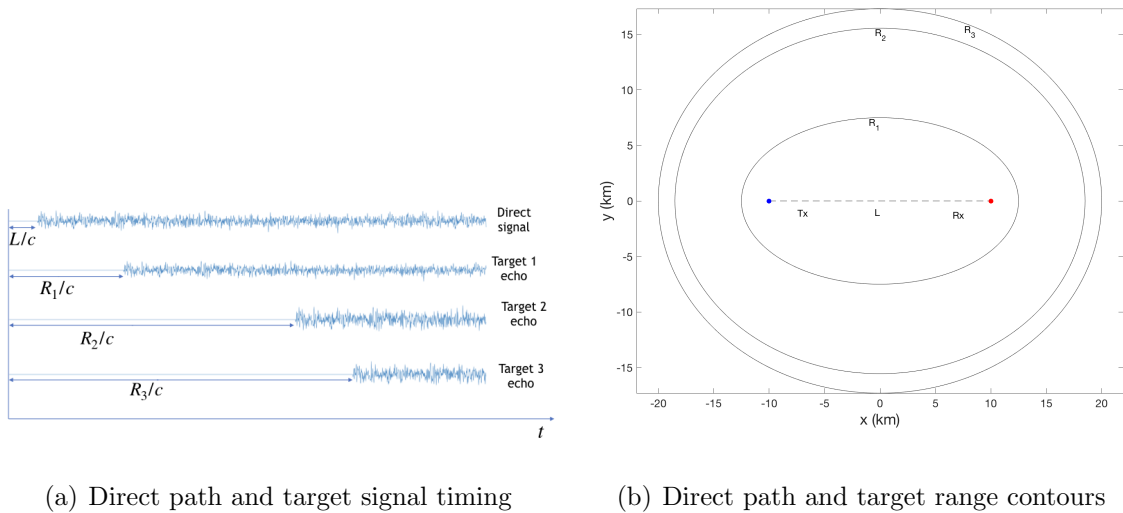 Direct
signal
L/c
Target 1
echo
R₁/c
Target 2
echo
R₂/c
Target 3
echo
R₃/c
t
(a) Direct path and target signal timing
R₃
R₂
R₁
Tx
L
Rx
15
10
5
0
-5
-10
-15
y (km)
-20 -15 -10 -5 0 5 10 15 20
x (km)
(b) Direct path and target range contours